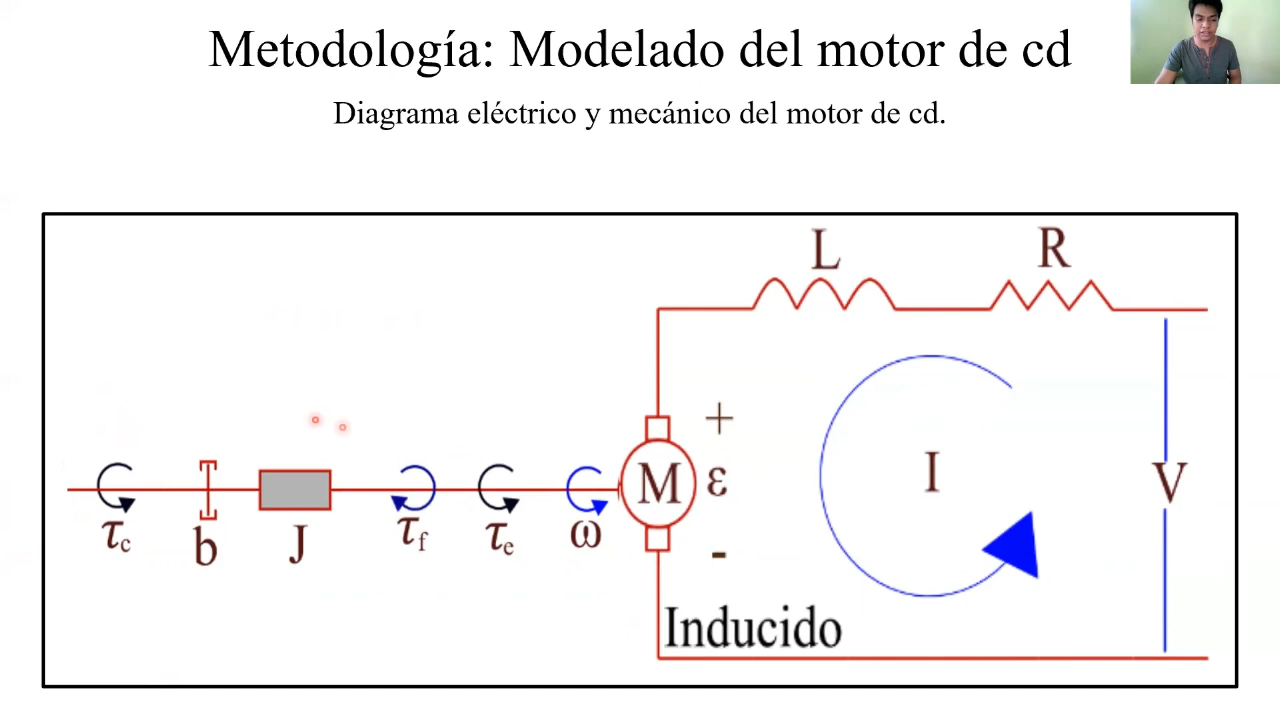 Metodología: Modelado del motor de cd
Diagrama eléctrico y mecánico del motor de cd.
L
R
+
M
ε
I
V
τc
b
J
τf
τe
ω
-
Inducido